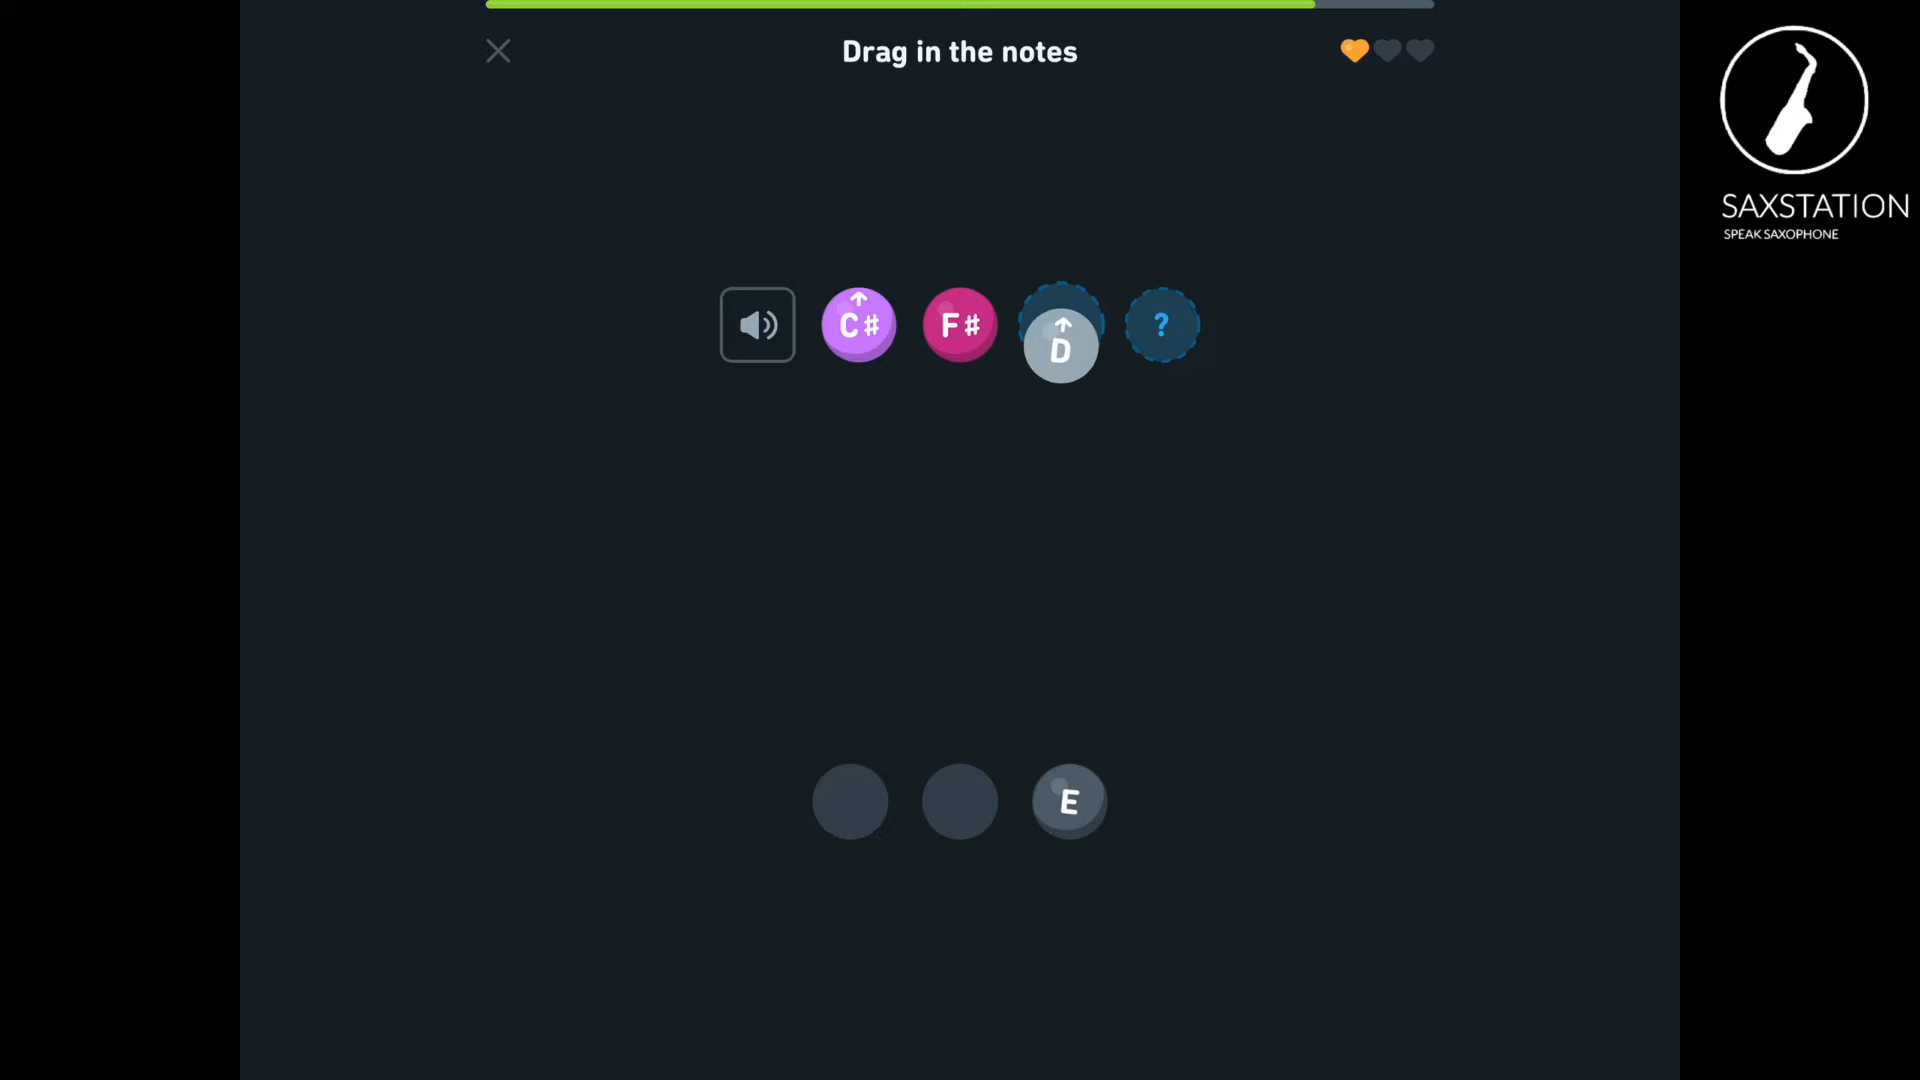 Drag in the notes
SAXSTATION
SPEAK SAXOPHONE
C# F# D ?
E